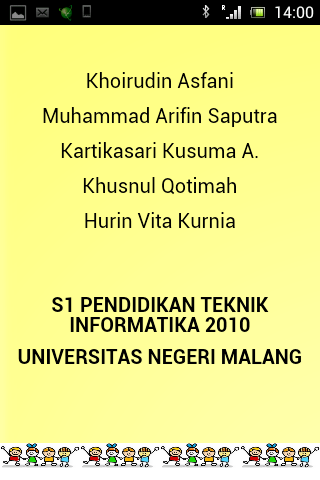 R
14:00
Khoirudin Asfani
Muhammad Arifin Saputra
Kartikasari Kusuma A.
Khusnul Qotimah
Hurin Vita Kurnia
S1 PENDIDIKAN TEKNIK
INFORMATIKA 2010
UNIVERSITAS NEGERI MALANG